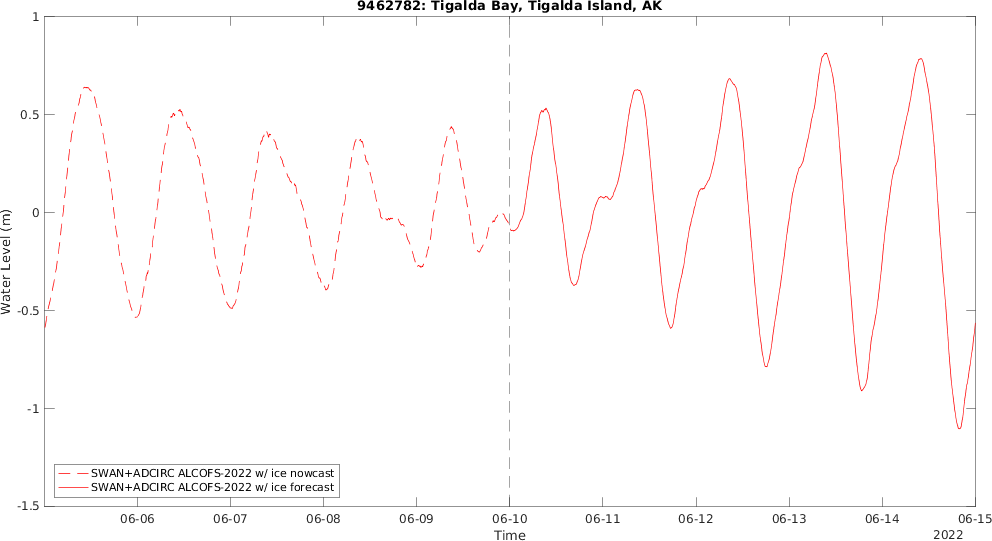 9462782: Tigalda Bay, Tigalda Island, AK
1
0.5
0
-0.5
-1
-1.5
Water Level (m)
SWAN+ADCIRC ALCOFS-2022 w/ ice nowcast
SWAN+ADCIRC ALCOFS-2022 w/ ice forecast
06-06 06-07 06-08 06-09 06-10 06-11 06-12 06-13 06-14 06-15
Time
2022